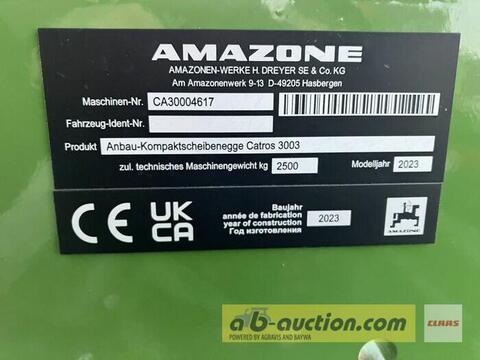 AMAZONE
AMAZONEN-WERKE H. DREYER SE & Co. KG
Am Amazonenwerk 9-13 D-49205 Hasbergen
Maschinen-Nr. CA30004617
Fahrzeug-Ident-Nr.
Produkt Anbau-Kompaktscheibenegge Catros 3003
zul. technisches Maschinengewicht kg 2500 Modelljahr 2023
CE UK CA
Baujahr
année de fabrication
year of construction
Год изготовления
2023
AMAZONE
a/b-auction.com
POWERED BY AGRAVIS AND BAYWA
CLAAS